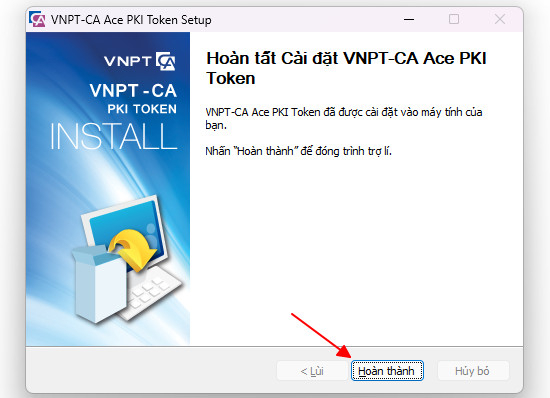 VNPT-CA Ace PKI Token Setup
VNPT CA
VNPT - CA
PKI TOKEN
INSTALL
Hoàn tất Cài đặt VNPT-CA Ace PKI
Token
VNPT-CA Ace PKI Token đã được cài đặt vào máy tính của
bạn.
Nhấn “Hoàn thành” để đóng trình trợ lí.
< Lùi
Hoàn thành
Hủy bỏ